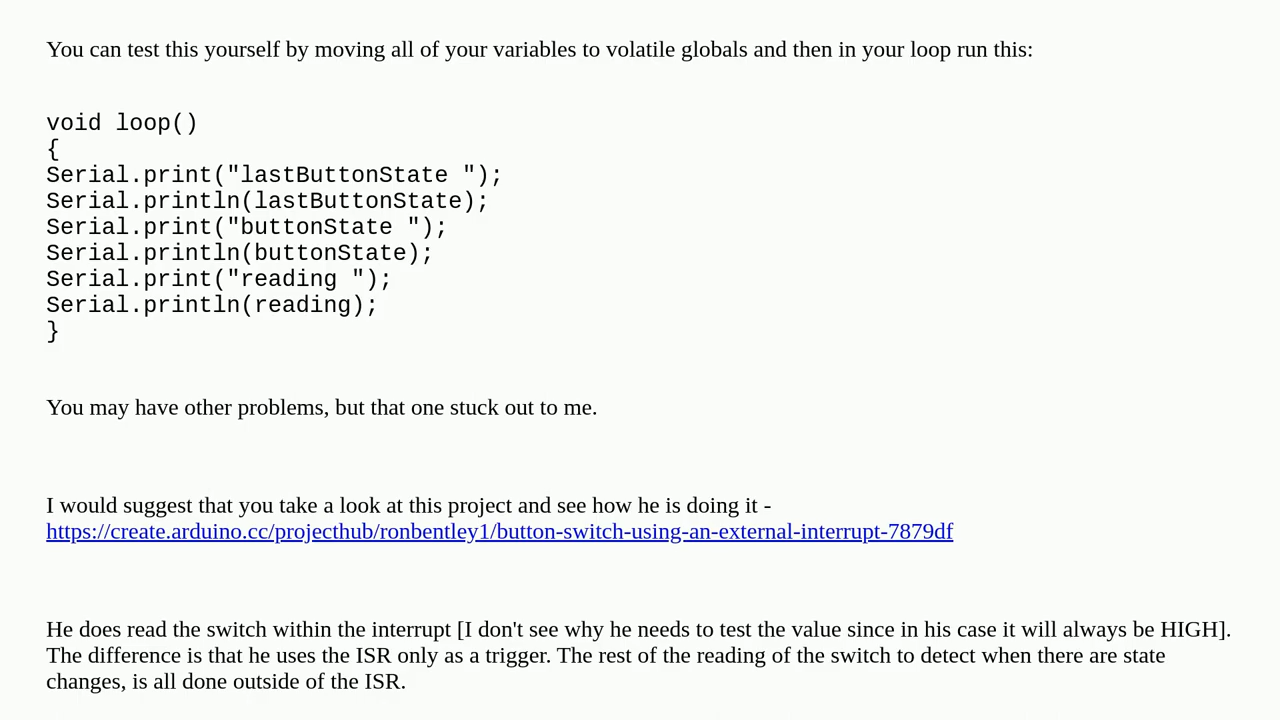 You can test this yourself by moving all of your variables to volatile globals and then in your loop run this:
void loop()
{
Serial.print("lastButtonState ");
Serial.println(lastButtonState);
Serial.print("buttonState ");
Serial.println(buttonState);
Serial.print("reading ");
Serial.println(reading);
}
You may have other problems, but that one stuck out to me.
I would suggest that you take a look at this project and see how he is doing it -
https://create.arduino.cc/projecthub/ronbentley1/button-switch-using-an-external-interrupt-7879df
He does read the switch within the interrupt [I don't see why he needs to test the value since in his case it will always be HIGH].
The difference is that he uses the ISR only as a trigger. The rest of the reading of the switch to detect when there are state
changes, is all done outside of the ISR.